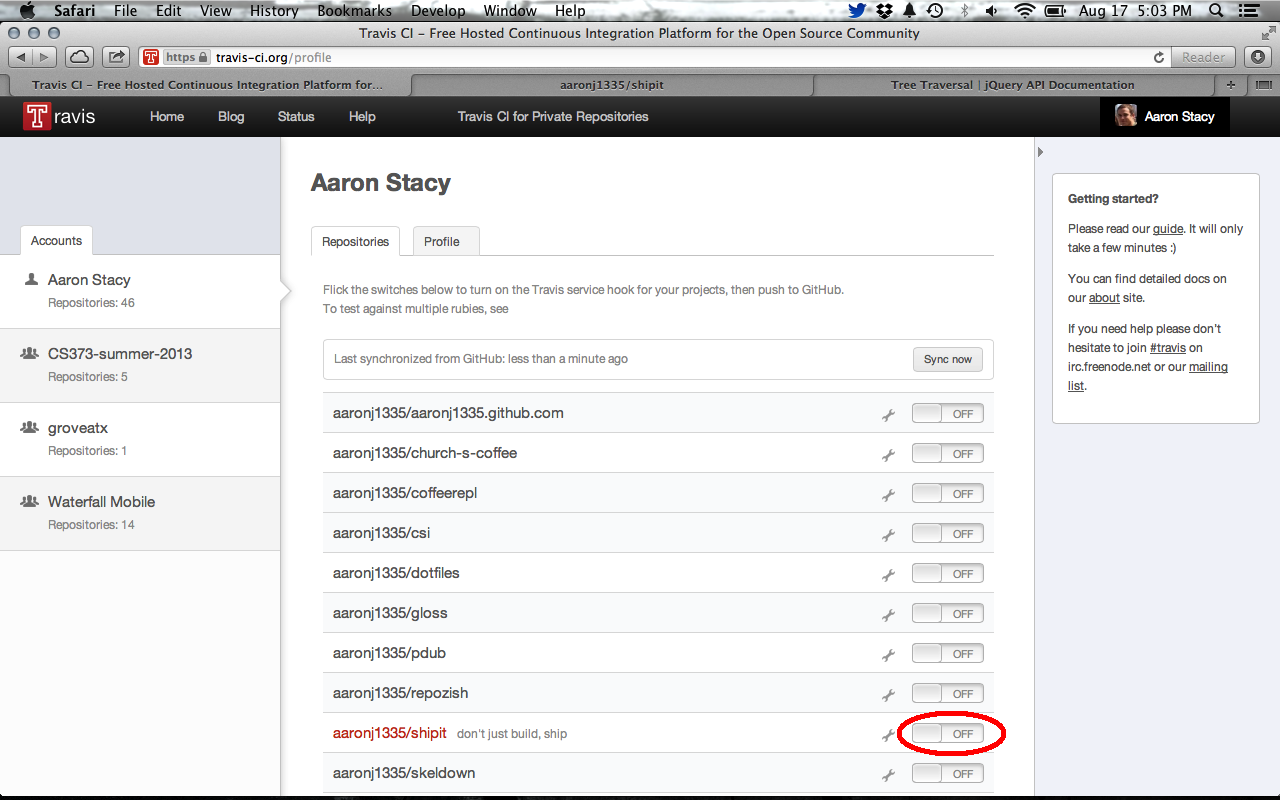 Safari File Edit View History Bookmarks Develop Window Help Aug 17 5:03 PM
Travis CI – Free Hosted Continuous Integration Platform for the Open Source Community
https travis-ci.org/profile Reader
Travis CI – Free Hosted Continuous Integration Platform for... aaronj1335/shipit Tree Traversal | jQuery API Documentation
Travis Home Blog Status Help Travis CI for Private Repositories Aaron Stacy
Accounts
Aaron Stacy
Repositories: 46
CS373-summer-2013
Repositories: 5
groveatx
Repositories: 1
Waterfall Mobile
Repositories: 14
Aaron Stacy
Repositories Profile
Flick the switches below to turn on the Travis service hook for your projects, then push to GitHub.
To test against multiple rubies, see
Last synchronized from GitHub: less than a minute ago Sync now
aaronj1335/aaronj1335.github.com OFF
aaronj1335/church-s-coffee OFF
aaronj1335/coffeerepl OFF
aaronj1335/csi OFF
aaronj1335/dotfiles OFF
aaronj1335/gloss OFF
aaronj1335/pdub OFF
aaronj1335/repozish OFF
aaronj1335/shipit don't just build, ship OFF
aaronj1335/skeldown OFF
Getting started?
Please read our guide. It will only
take a few minutes :)
You can find detailed docs on
our about site.
If you need help please don't
hesitate to join #travis on
irc.freenode.net or our mailing
list.